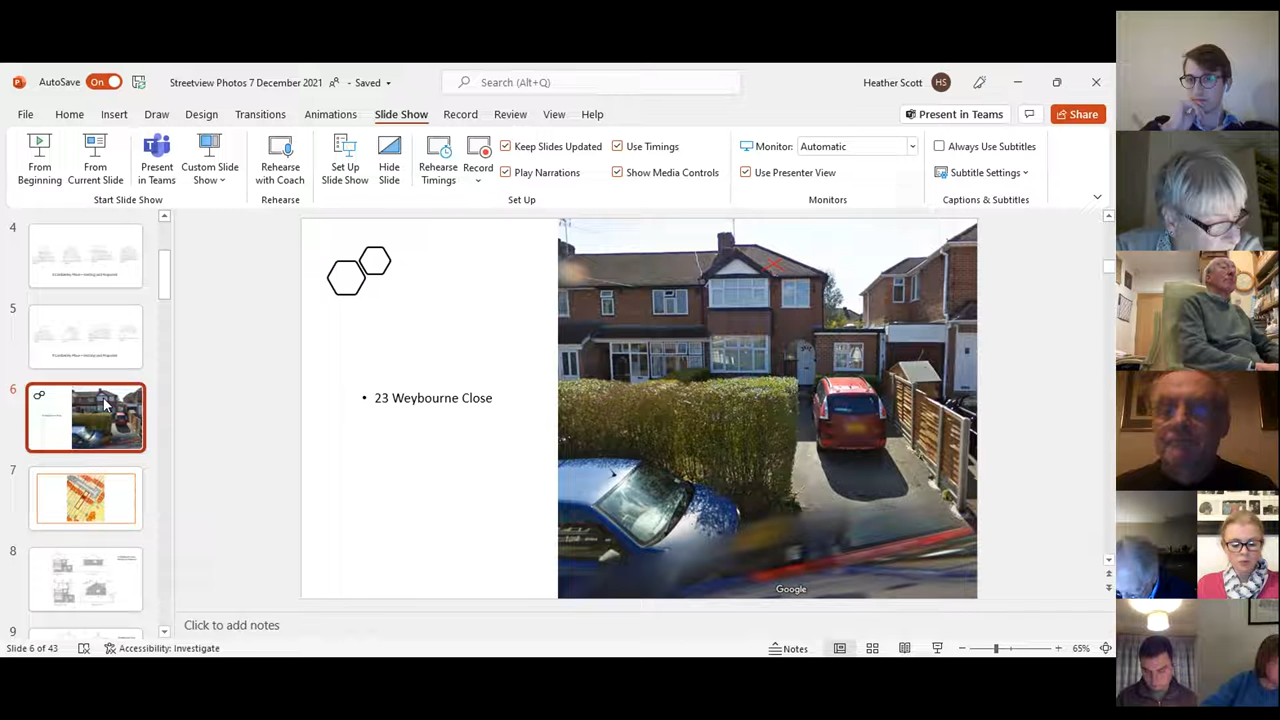 AutoSave On Streetview Photos 7 December 2021 • Saved Search (Alt+Q) Heather Scott HS
File Home Insert Draw Design Transitions Animations Slide Show Record Review View Help Present in Teams Share
From Beginning
From Current Slide
Present in Teams
Custom Slide Show
Rehearse with Coach
Set Up Slide Show
Hide Slide
Rehearse Timings
Record
Keep Slides Updated
Play Narrations
Use Timings
Show Media Controls
Monitor: Automatic
Use Presenter View
Always Use Subtitles
Subtitle Settings
Start Slide Show Rehearse Set Up Monitors Captions & Subtitles
4
5
6
7
8
9
• 23 Weybourne Close
Google
Click to add notes
Slide 6 of 43 Accessibility: Investigate Notes 65%